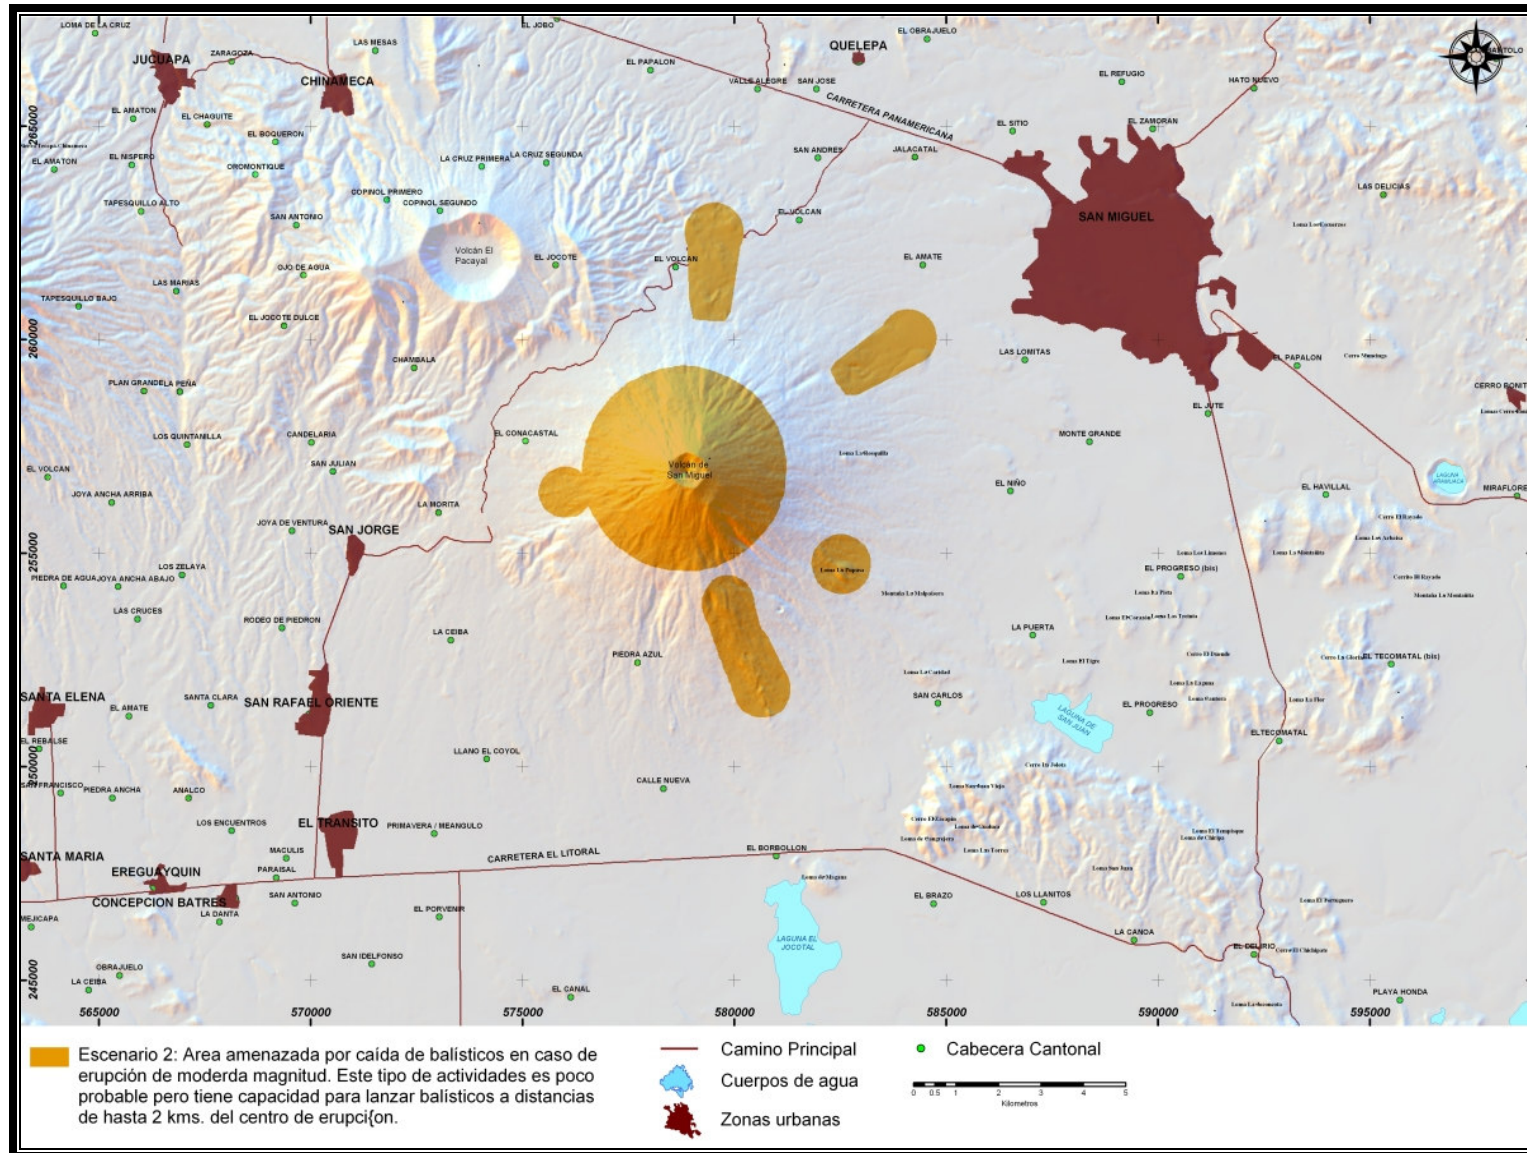 LOMA DE LA CRUZ
EL JOBO
EL OBRAJUELO
LAS MESAS
QUELEPA
ZARAGOZA
JUCUAPA
CHINAMECA
EL PAPALON
VALLE ALEGRE
SAN JOSE
EL REFUGIO
HATO NUEVO
CARRETERA PANAMERICANA
EL AMATON
EL CHAGUITE
EL BOQUERON
EL SITIO
EL ZAMORAN
265000
EL AMATON
EL NISPERO
OROMONTIQUE
LA CRUZ PRIMERA
LA CRUZ SEGUNDA
SAN ANDRES
JALACATAL
TAPESQUILLO ALTO
SAN ANTONIO
COPINOL PRIMERO
COPINOL SEGUNDO
EL VOLCAN
SAN MIGUEL
LAS DELICIAS
Volcán El
Pacayal
EL JOCOTE
EL VOLCAN
EL AMATE
OJO DE AGUA
LAS MARIAS
TAPESQUILLO BAJO
EL JOCOTE DULCE
260000
CHAMBALA
LAS LOMITAS
EL PAPALON
PLAN GRANDE
LA PEÑA
EL JUTE
LOS QUINTANILLA
CANDELARIA
EL CONACASTAL
MONTE GRANDE
EL VOLCAN
SAN JULIAN
Volcán de
San Miguel
EL NIÑO
EL HAVILLAL
JOYA ANCHA ARRIBA
LA MORITA
JOYA DE VENTURA
SAN JORGE
255000
LOS ZELAYA
PIEDRA DE AGUA
JOYA ANCHA ABAJO
EL PROGRESO (bis)
LAS CRUCES
RODEO DE PIEDRON
LA CEIBA
LA PUERTA
Loma El Tigre
PIEDRA AZUL
EL TECOMATAL (bis)
SANTA ELENA
EL AMATE
SANTA CLARA
SAN RAFAEL ORIENTE
SAN CARLOS
LAGUNA DE
SAN JUAN
EL PROGRESO
EL REBALSE
ELTECOMATAL
LLANO EL COYOL
250000
SAN FRANCISCO
PIEDRA ANCHA
ANALCO
CALLE NUEVA
LOS ENCUENTROS
EL TRANSITO
PRIMAVERA / MEANGULO
MACULIS
CARRETERA EL LITORAL
EL BORBOLLON
SANTA MARIA
EREGUAYQUIN
PARAISAL
CONCEPCION BATRES
SAN ANTONIO
LA DANTA
EL PORVENIR
EL BRAZO
LOS LLANITOS
MEJICAPA
LAGUNA EL
JOCOTAL
LA CANOA
EL DELIRIO
SAN IDELFONSO
OBRAJUELO
LA CEIBA
245000
EL CANAL
PLAYA HONDA
565000 570000 575000 580000 585000 590000 595000
Escenario 2: Area amenazada por caída de balísticos en caso de
erupción de moderda magnitud. Este tipo de actividades es poco
probable pero tiene capacidad para lanzar balísticos a distancias
de hasta 2 kms. del centro de erupci{on.
Camino Principal
Cuerpos de agua
Zonas urbanas
Cabecera Cantonal
0 0.5 1 2 3 4 5
Kilometros